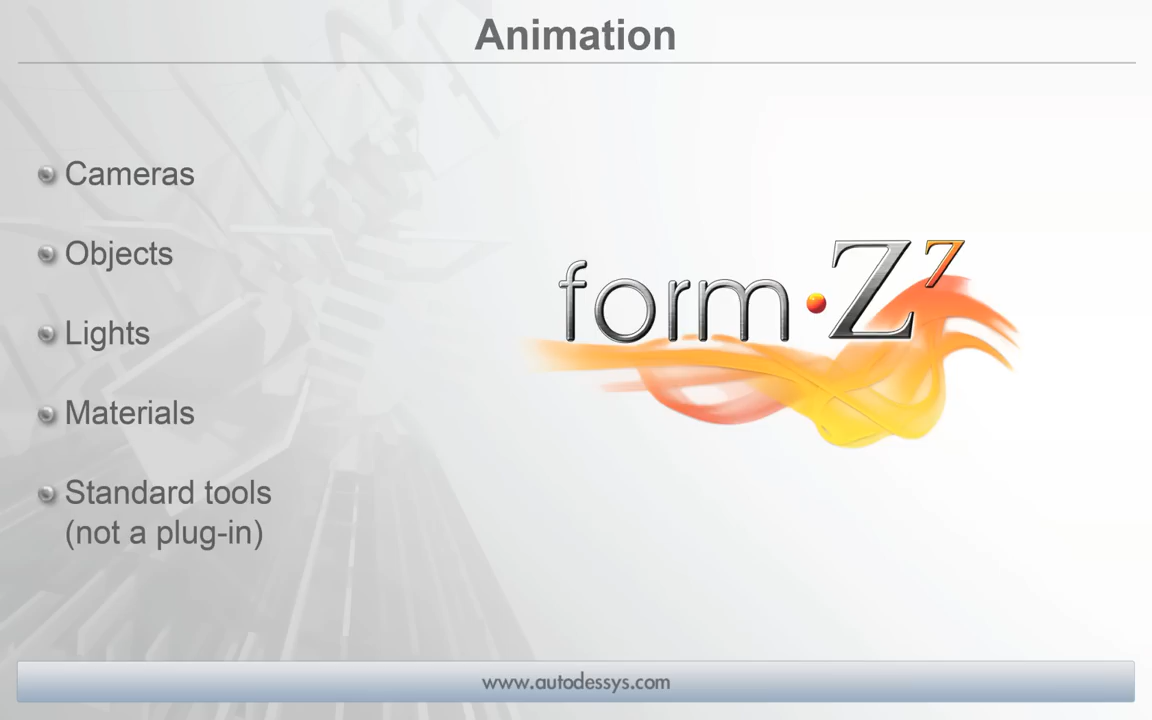 Animation
Cameras
Objects
Lights
Materials
Standard tools
(not a plug-in)
form•Z7
www.autodessys.com